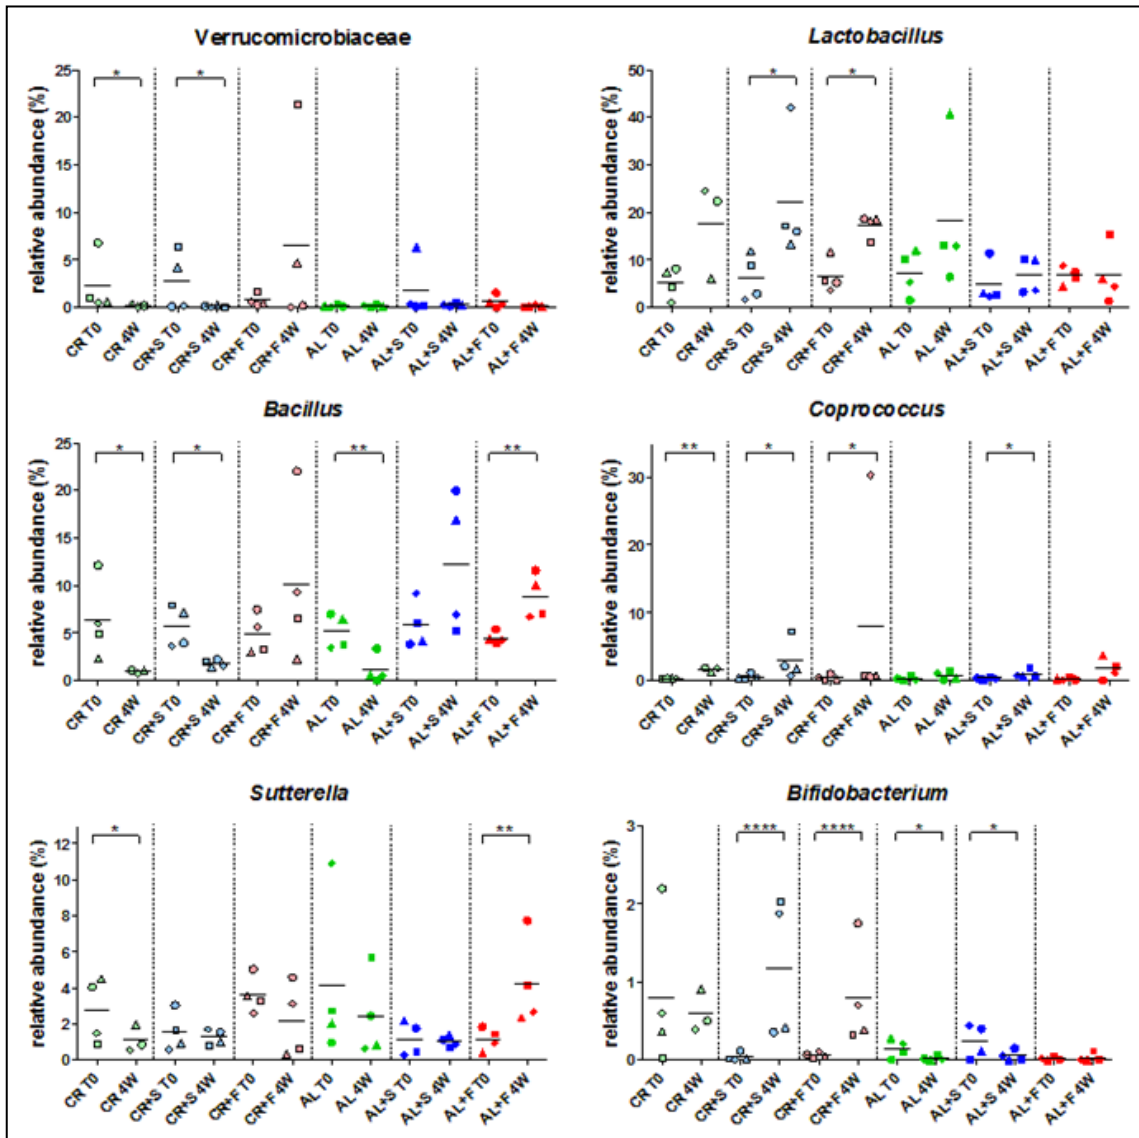 Verrucomicrobiaceae
relative abundance (%)
25
20
15
10
5
0
* *
CR T0 CR 4W CR+S T0 CR+S 4W CR+F T0 CR+F 4W AL T0 AL 4W AL+S T0 AL+S 4W AL+F T0 AL+F 4W
Lactobacillus
relative abundance (%)
50
40
30
20
10
0
* *
CR T0 CR 4W CR+S T0 CR+S 4W CR+F T0 CR+F 4W AL T0 AL 4W AL+S T0 AL+S 4W AL+F T0 AL+F 4W
Bacillus
relative abundance (%)
25
20
15
10
5
0
* * ** **
CR T0 CR 4W CR+S T0 CR+S 4W CR+F T0 CR+F 4W AL T0 AL 4W AL+S T0 AL+S 4W AL+F T0 AL+F 4W
Coprococcus
relative abundance (%)
30
20
10
0
** * * *
CR T0 CR 4W CR+S T0 CR+S 4W CR+F T0 CR+F 4W AL T0 AL 4W AL+S T0 AL+S 4W AL+F T0 AL+F 4W
Sutterella
relative abundance (%)
12
10
8
6
4
2
0
* **
CR T0 CR 4W CR+S T0 CR+S 4W CR+F T0 CR+F 4W AL T0 AL 4W AL+S T0 AL+S 4W AL+F T0 AL+F 4W
Bifidobacterium
relative abundance (%)
3
2
1
0
**** **** * *
CR T0 CR 4W CR+S T0 CR+S 4W CR+F T0 CR+F 4W AL T0 AL 4W AL+S T0 AL+S 4W AL+F T0 AL+F 4W